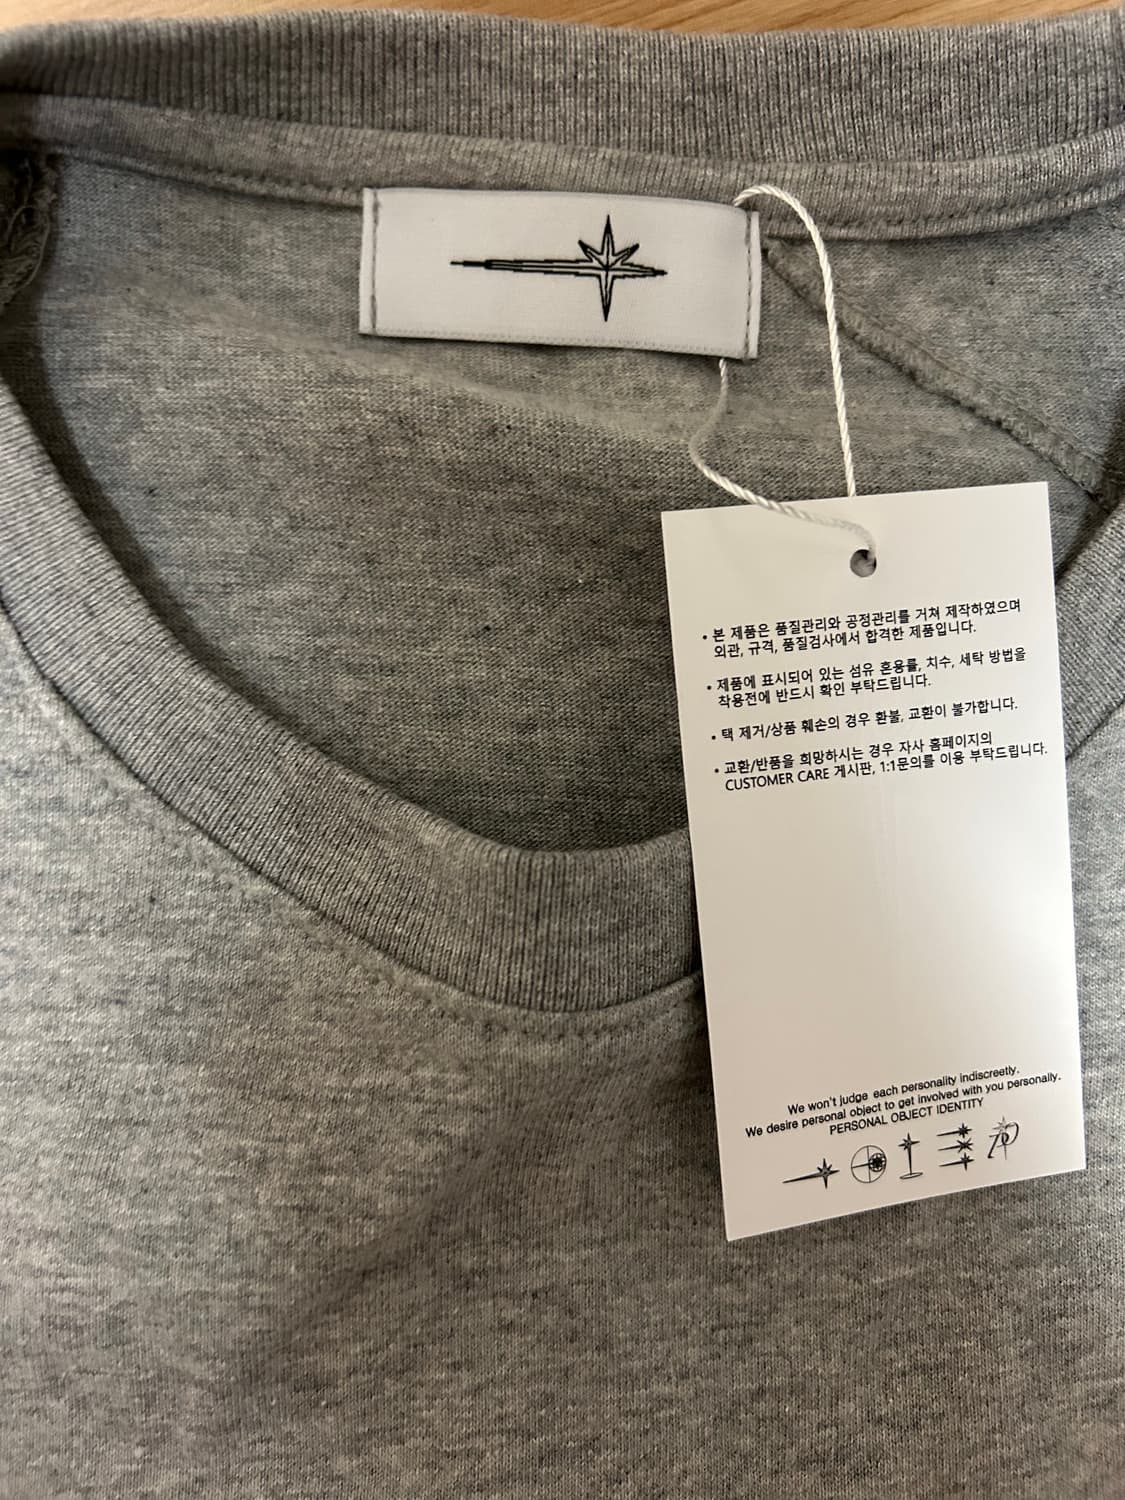 • 본 제품은 품질관리와 공정관리를 거쳐 제작하였으며
외관, 규격, 품질검사에서 합격한 제품입니다.
• 제품에 표시되어 있는 섬유 혼용률, 치수, 세탁 방법을
착용전에 반드시 확인 부탁드립니다.
• 택 제거/상품 훼손의 경우 환불, 교환이 불가합니다.
• 교환/반품을 희망하시는 경우 자사 홈페이지의
CUSTOMER CARE 게시판, 1:1문의를 이용 부탁드립니다.
We won't judge each personality indiscreetly.
We desire personal object to get involved with you personally.
PERSONAL OBJECT IDENTITY